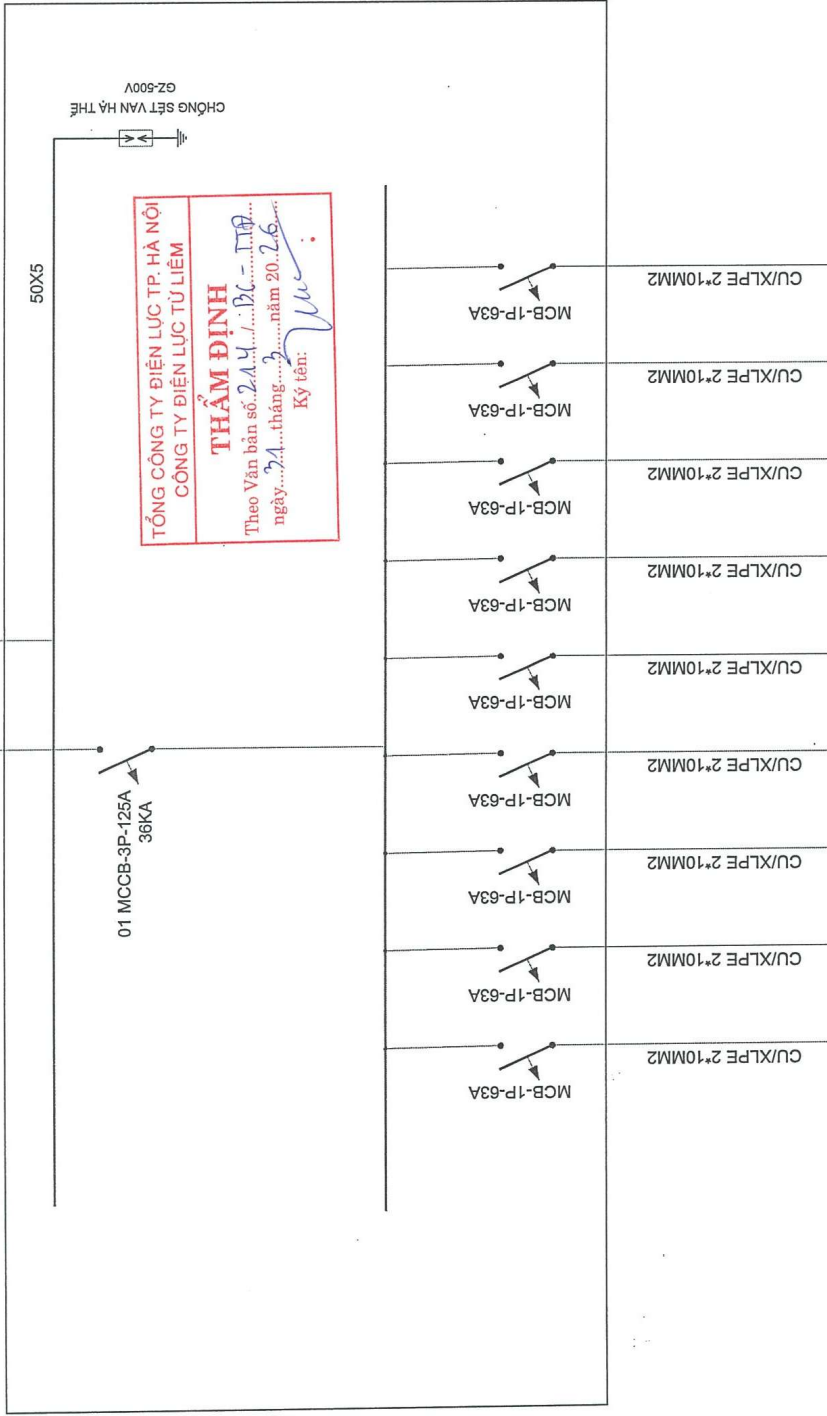 50X5
CHỐNG SÉT VAN HẠ THẾ
GZ-500V
TỔNG CÔNG TY ĐIỆN LỰC TP. HÀ NỘI
CÔNG TY ĐIỆN LỰC TỪ LIÊM
THẨM ĐỊNH
Theo Văn bản số 214 / BC - TTĐ
ngày 31 tháng 3 năm 2026
Ký tên:
01 MCCB-3P-125A
36KA
MCB-1P-63A
MCB-1P-63A
MCB-1P-63A
MCB-1P-63A
MCB-1P-63A
MCB-1P-63A
MCB-1P-63A
MCB-1P-63A
MCB-1P-63A
CU/XLPE 2*10MM2
CU/XLPE 2*10MM2
CU/XLPE 2*10MM2
CU/XLPE 2*10MM2
CU/XLPE 2*10MM2
CU/XLPE 2*10MM2
CU/XLPE 2*10MM2
CU/XLPE 2*10MM2
CU/XLPE 2*10MM2